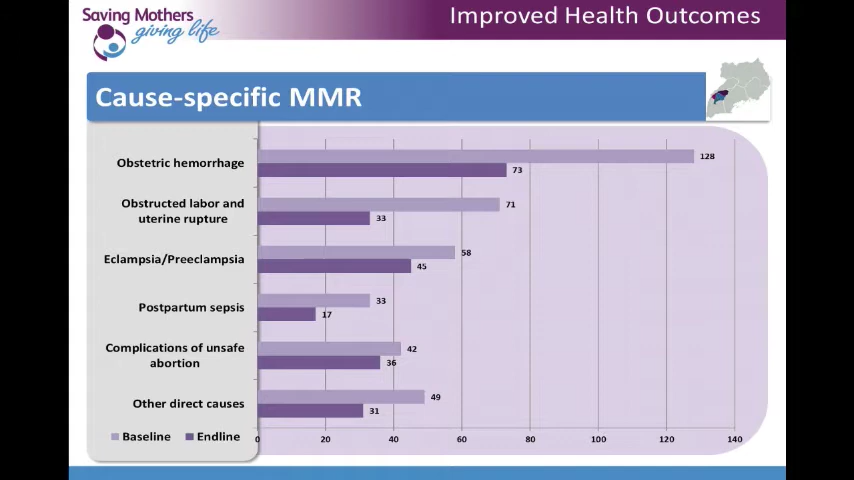 Saving Mothers
giving life
Improved Health Outcomes
Cause-specific MMR
Obstetric hemorrhage
128
73
Obstructed labor and
uterine rupture
71
33
Eclampsia/Preeclampsia
58
45
Postpartum sepsis
33
17
Complications of unsafe
abortion
42
36
Other direct causes
49
31
Baseline Endline
0 20 40 60 80 100 120 140